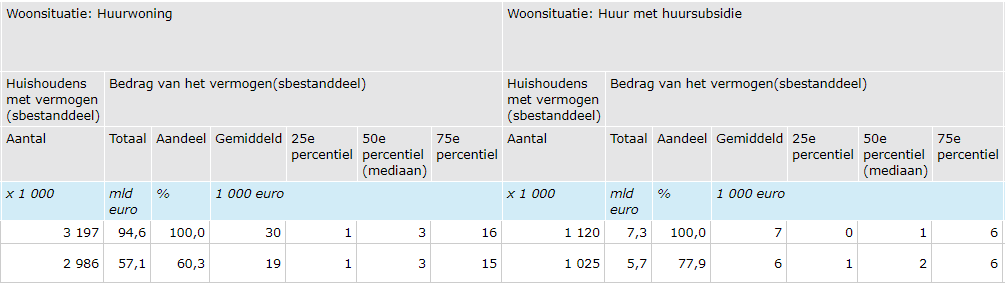 Woonsituatie: Huurwoning Woonsituatie: Huur met huursubsidie
Huishoudens met vermogen (sbestanddeel) Bedrag van het vermogen(sbestanddeel) Huishoudens met vermogen (sbestanddeel) Bedrag van het vermogen(sbestanddeel)
Aantal Totaal Aandeel Gemiddeld 25e percentiel 50e percentiel (mediaan) 75e percentiel Aantal Totaal Aandeel Gemiddeld 25e percentiel 50e percentiel (mediaan) 75e percentiel
x 1 000 mld euro % 1 000 euro x 1 000 mld euro % 1 000 euro
3 197 94,6 100,0 30 1 3 16 1 120 7,3 100,0 7 0 1 6
2 986 57,1 60,3 19 1 3 15 1 025 5,7 77,9 6 1 2 6